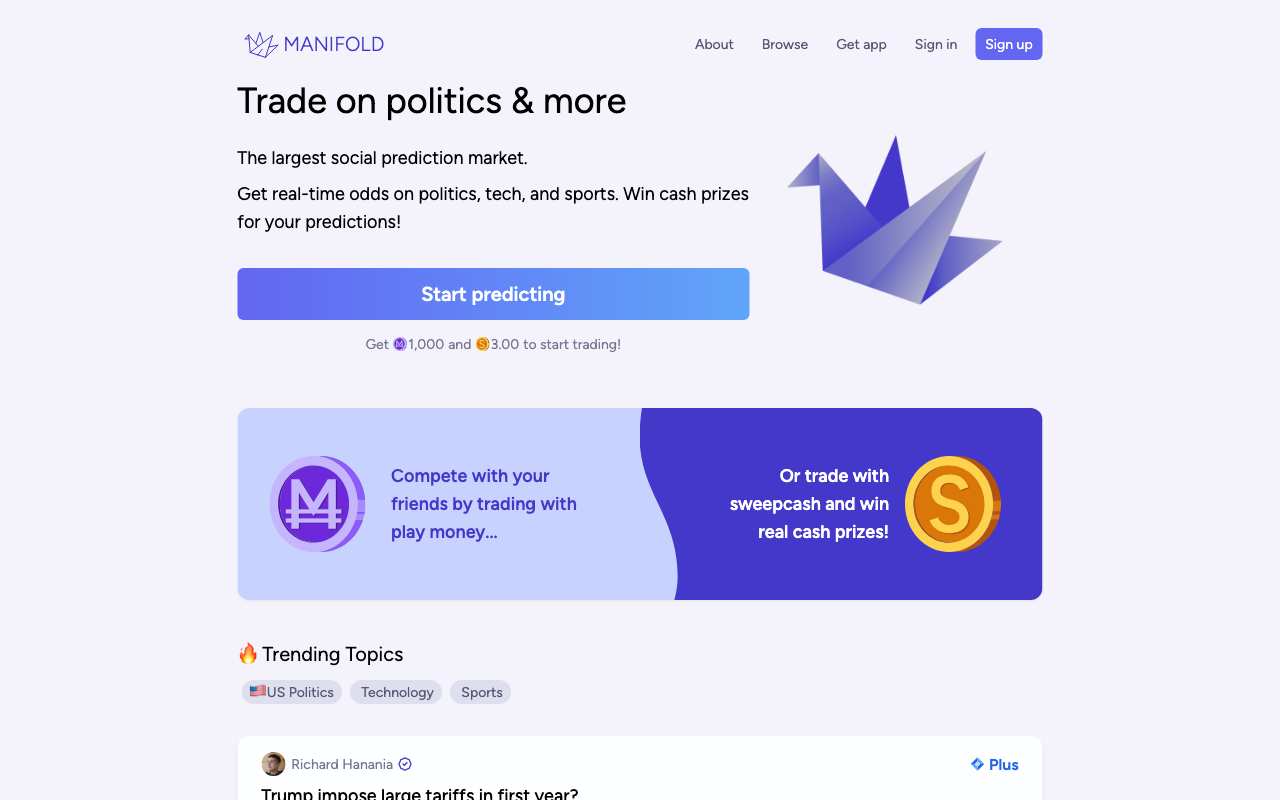 MANIFOLD
About
Browse
Get app
Sign in
Sign up
Trade on politics & more
The largest social prediction market.
Get real-time odds on politics, tech, and sports. Win cash prizes
for your predictions!
Start predicting
Get 1,000 and 3.00 to start trading!
Compete with your
friends by trading with
play money...
Or trade with
sweepcash and win
real cash prizes!
🔥 Trending Topics
🇺🇸US Politics
Technology
Sports
Richard Hanania
Plus
Trump impose large tariffs in first year?